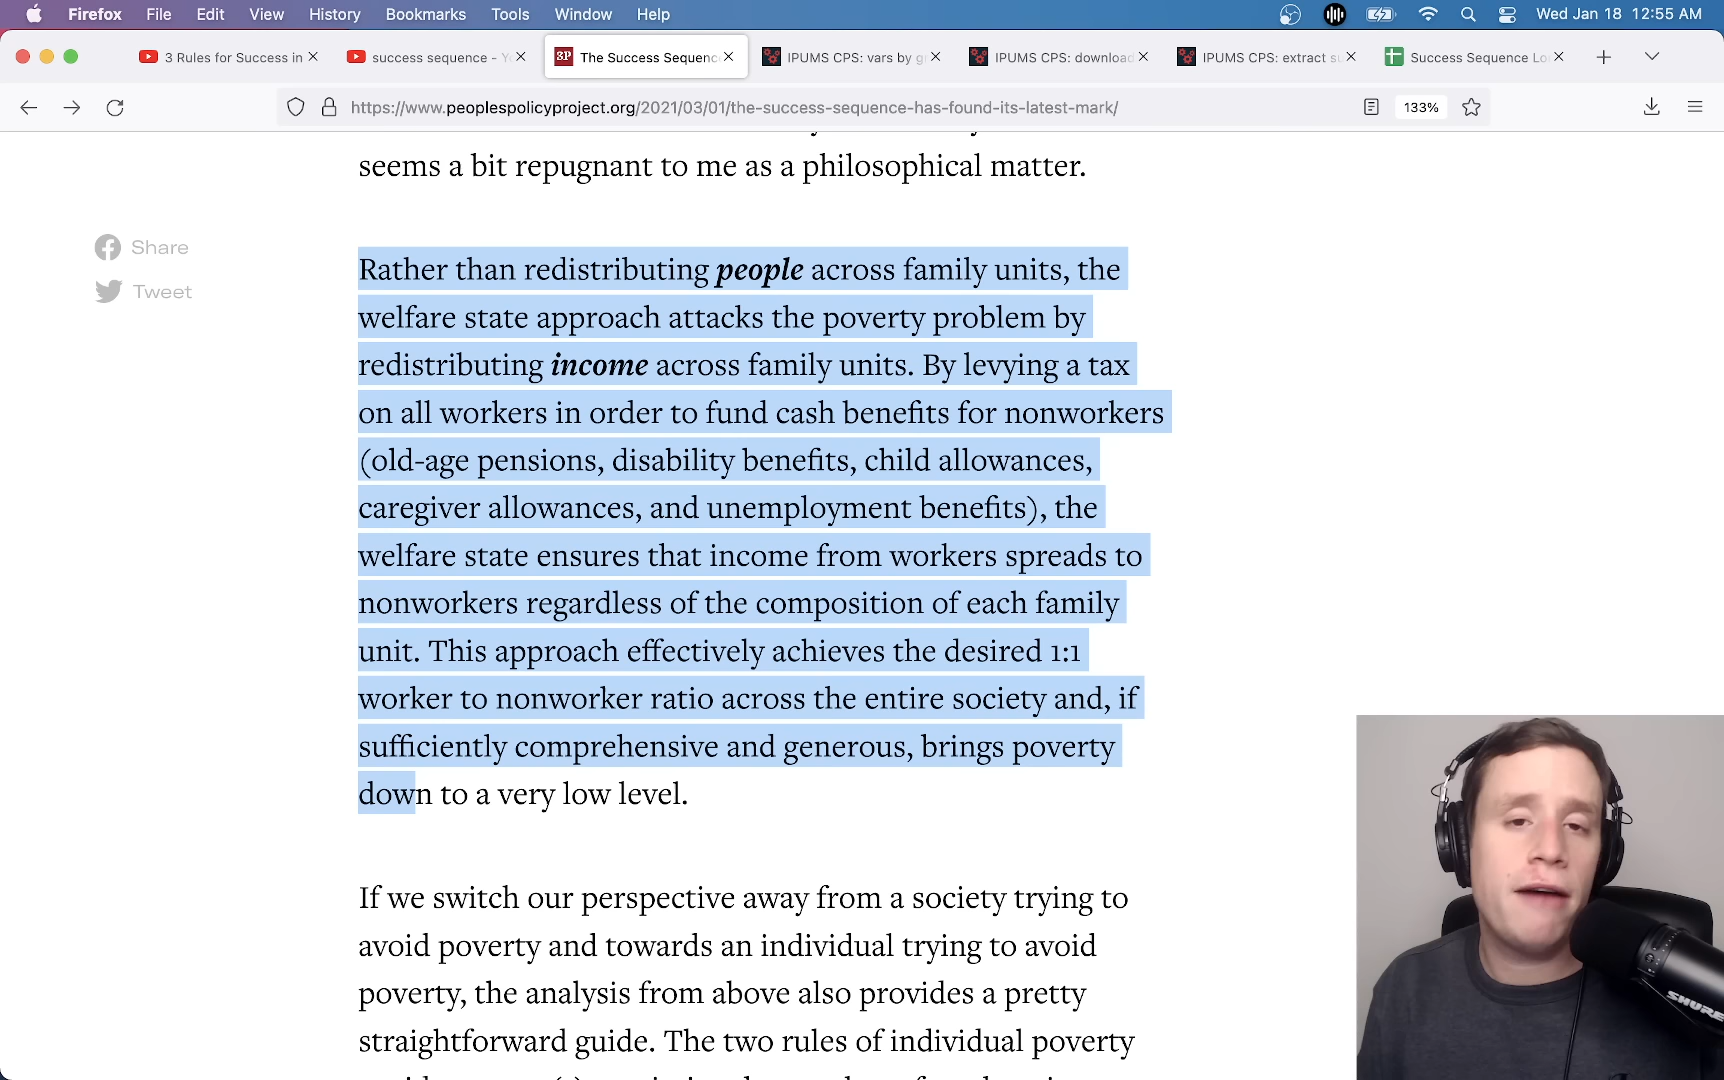 Firefox File Edit View History Bookmarks Tools Window Help Wed Jan 18 12:55 AM
3 Rules for Success in
success sequence - Y
3P The Success Sequenc
IPUMS CPS: vars by g
IPUMS CPS: download
IPUMS CPS: extract su
Success Sequence Lo
https://www.peoplespolicyproject.org/2021/03/01/the-success-sequence-has-found-its-latest-mark/ 133%
seems a bit repugnant to me as a philosophical matter.
Share
Tweet
Rather than redistributing people across family units, the
welfare state approach attacks the poverty problem by
redistributing income across family units. By levying a tax
on all workers in order to fund cash benefits for nonworkers
(old-age pensions, disability benefits, child allowances,
caregiver allowances, and unemployment benefits), the
welfare state ensures that income from workers spreads to
nonworkers regardless of the composition of each family
unit. This approach effectively achieves the desired 1:1
worker to nonworker ratio across the entire society and, if
sufficiently comprehensive and generous, brings poverty
down to a very low level.
If we switch our perspective away from a society trying to
avoid poverty and towards an individual trying to avoid
poverty, the analysis from above also provides a pretty
straightforward guide. The two rules of individual poverty
SHURE